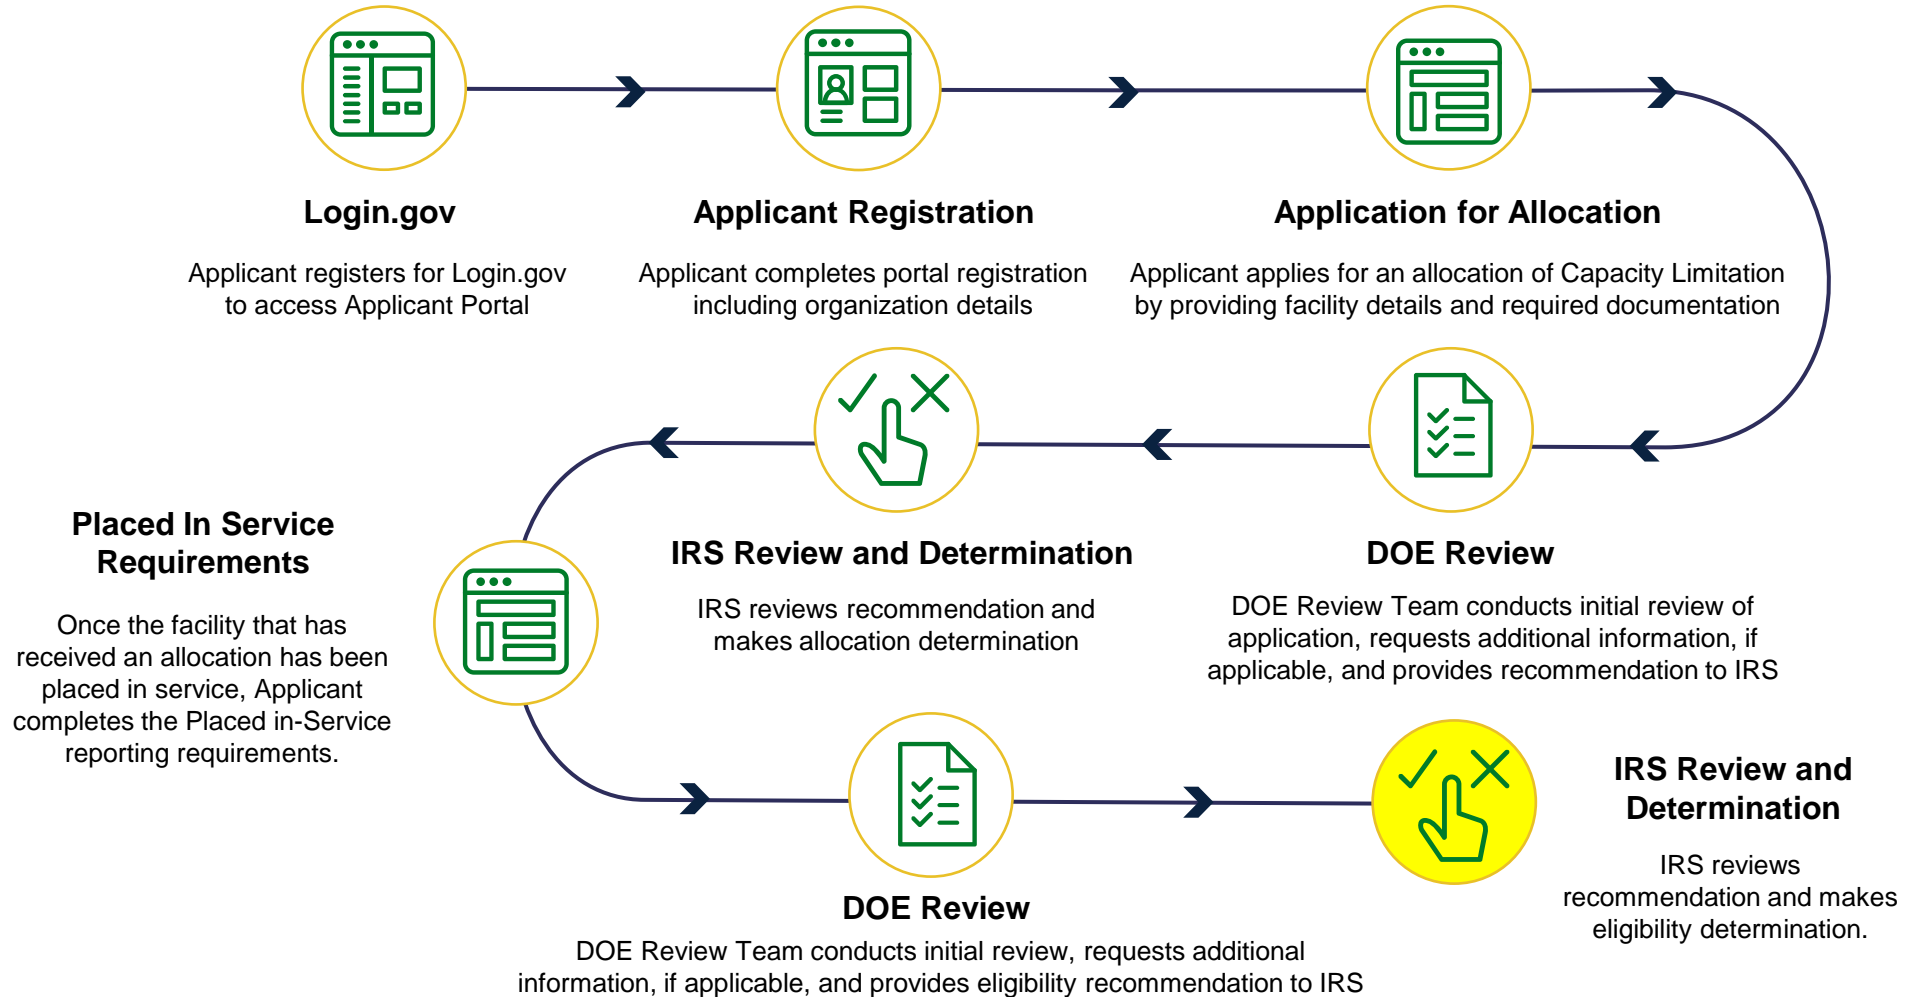 Login.gov
Applicant registers for Login.gov
to access Applicant Portal
Applicant Registration
Applicant completes portal registration
including organization details
Application for Allocation
Applicant applies for an allocation of Capacity Limitation
by providing facility details and required documentation
DOE Review
DOE Review Team conducts initial review of
application, requests additional information, if
applicable, and provides recommendation to IRS
IRS Review and Determination
IRS reviews recommendation and
makes allocation determination
Placed In Service
Requirements
Once the facility that has
received an allocation has been
placed in service, Applicant
completes the Placed in-Service
reporting requirements.
DOE Review
DOE Review Team conducts initial review, requests additional
information, if applicable, and provides eligibility recommendation to IRS
IRS Review and
Determination
IRS reviews
recommendation and makes
eligibility determination.